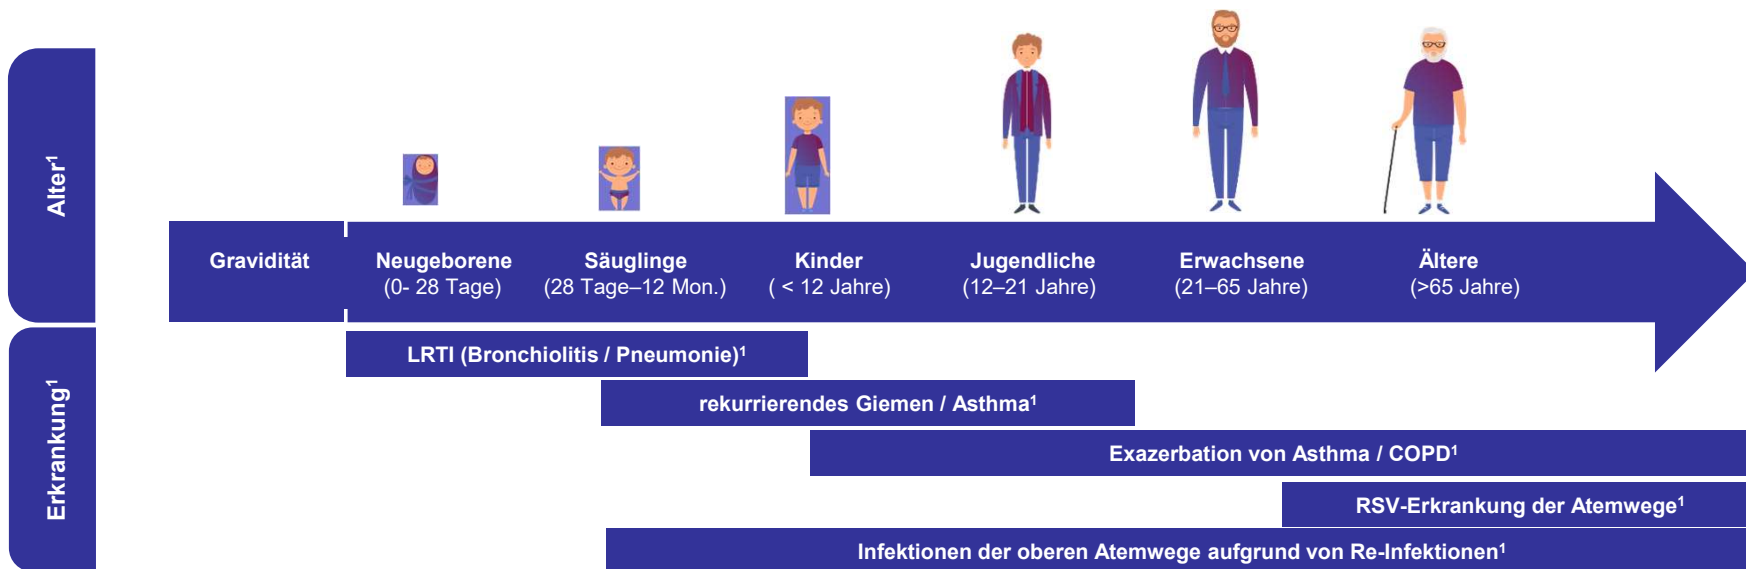 Alter¹
Gravidität
Neugeborene
(0- 28 Tage)
Säuglinge
(28 Tage–12 Mon.)
Kinder
( < 12 Jahre)
Jugendliche
(12–21 Jahre)
Erwachsene
(21–65 Jahre)
Ältere
(>65 Jahre)
Erkrankung¹
LRTI (Bronchiolitis / Pneumonie)¹
rekurrierendes Giemen / Asthma¹
Exazerbation von Asthma / COPD¹
RSV-Erkrankung der Atemwege¹
Infektionen der oberen Atemwege aufgrund von Re-Infektionen¹